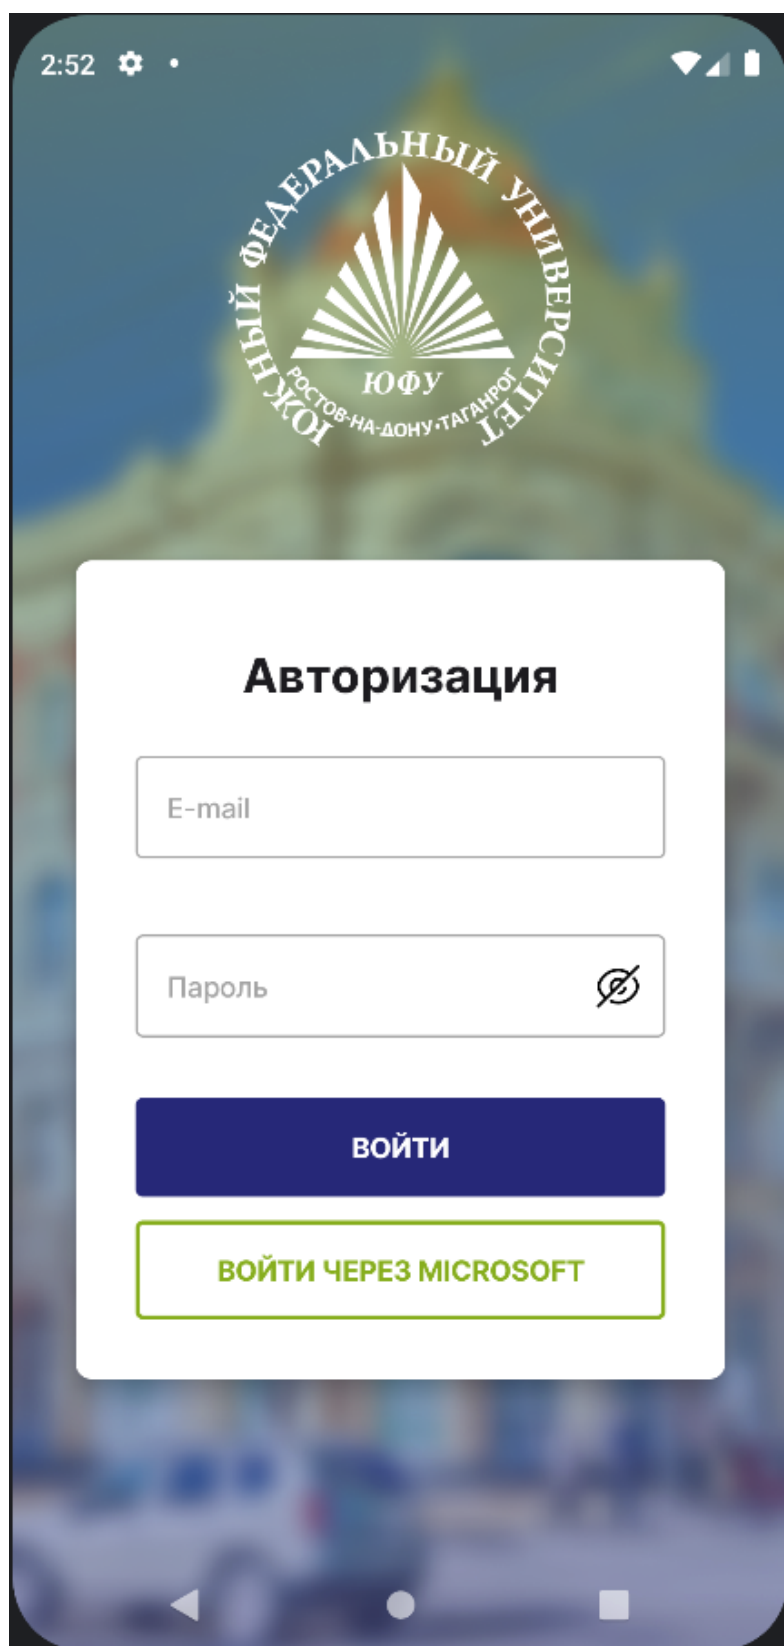 2:52
ЮЖНЫЙ ФЕДЕРАЛЬНЫЙ УНИВЕРСИТЕТ
ЮФУ
РОСТОВ-НА-ДОНУ•ТАГАНРОГ
Авторизация
E-mail
Пароль
ВОЙТИ
ВОЙТИ ЧЕРЕЗ MICROSOFT